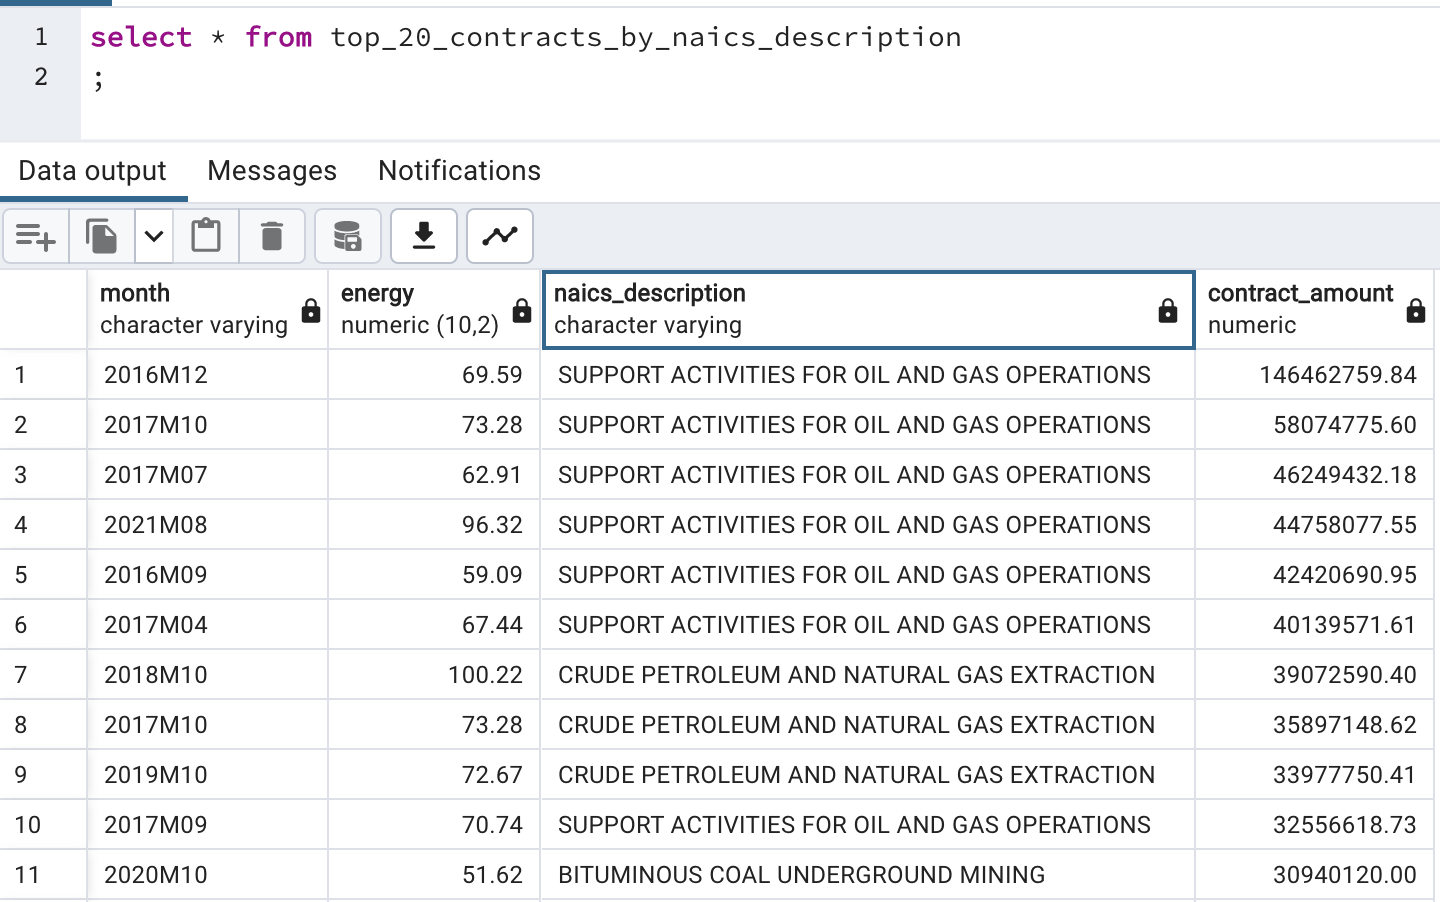 1 select * from top_20_contracts_by_naics_description
2 ;
Data output Messages Notifications
month energy naics_description contract_amount
character varying numeric (10,2) character varying numeric
1 2016M12 69.59 SUPPORT ACTIVITIES FOR OIL AND GAS OPERATIONS 146462759.84
2 2017M10 73.28 SUPPORT ACTIVITIES FOR OIL AND GAS OPERATIONS 58074775.60
3 2017M07 62.91 SUPPORT ACTIVITIES FOR OIL AND GAS OPERATIONS 46249432.18
4 2021M08 96.32 SUPPORT ACTIVITIES FOR OIL AND GAS OPERATIONS 44758077.55
5 2016M09 59.09 SUPPORT ACTIVITIES FOR OIL AND GAS OPERATIONS 42420690.95
6 2017M04 67.44 SUPPORT ACTIVITIES FOR OIL AND GAS OPERATIONS 40139571.61
7 2018M10 100.22 CRUDE PETROLEUM AND NATURAL GAS EXTRACTION 39072590.40
8 2017M10 73.28 CRUDE PETROLEUM AND NATURAL GAS EXTRACTION 35897148.62
9 2019M10 72.67 CRUDE PETROLEUM AND NATURAL GAS EXTRACTION 33977750.41
10 2017M09 70.74 SUPPORT ACTIVITIES FOR OIL AND GAS OPERATIONS 32556618.73
11 2020M10 51.62 BITUMINOUS COAL UNDERGROUND MINING 30940120.00